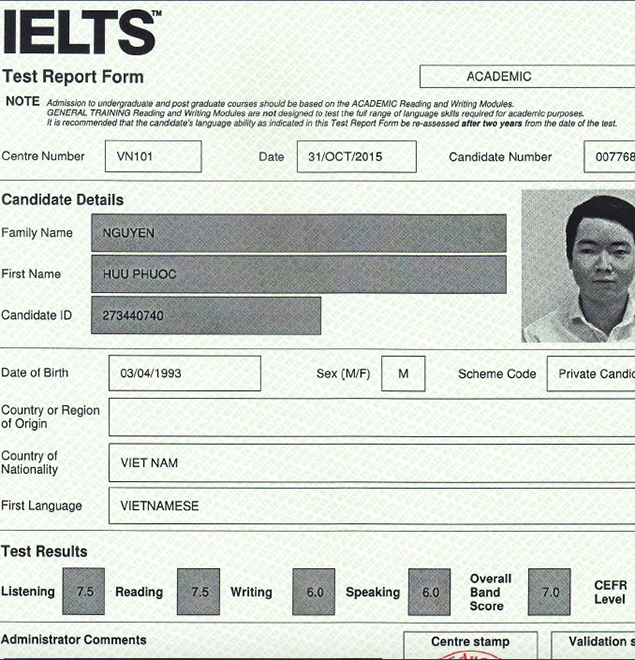 IELTS™
Test Report Form ACADEMIC
NOTE Admission to undergraduate and post graduate courses should be based on the ACADEMIC Reading and Writing Modules.
GENERAL TRAINING Reading and Writing Modules are not designed to test the full range of language skills required for academic purposes.
It is recommended that the candidate's language ability as indicated in this Test Report Form be re-assessed after two years from the date of the test.
Centre Number VN101 Date 31/OCT/2015 Candidate Number 007768
Candidate Details
Family Name NGUYEN
First Name HUU PHUOC
Candidate ID 273440740
Date of Birth 03/04/1993 Sex (M/F) M Scheme Code Private Candid
Country or Region
of Origin
Country of
Nationality VIET NAM
First Language VIETNAMESE
Test Results
Listening 7.5 Reading 7.5 Writing 6.0 Speaking 6.0 Overall Band Score 7.0 CEFR Level
Administrator Comments Centre stamp Validation s